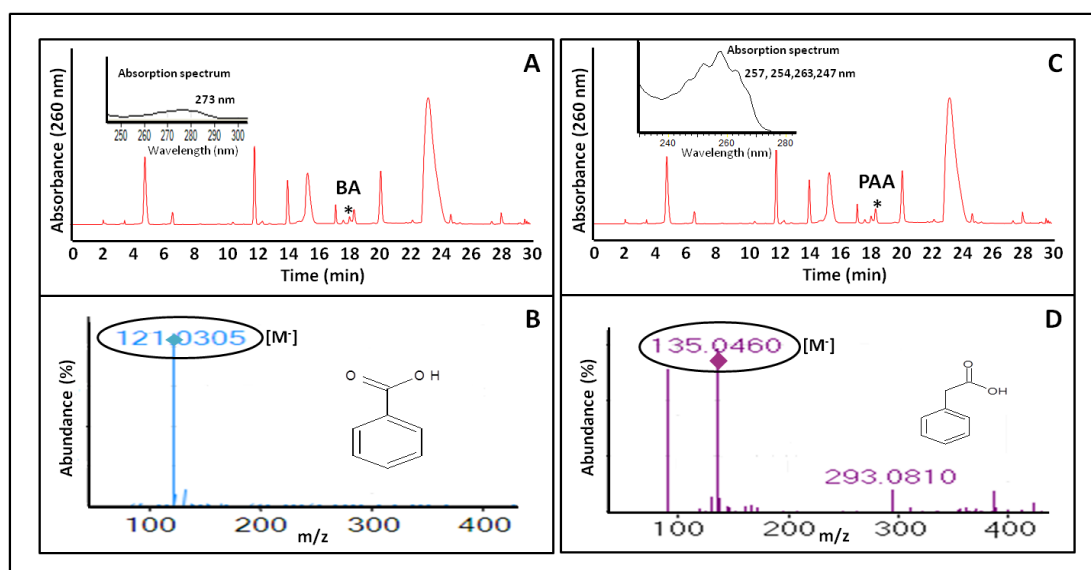 A
Absorption spectrum
273 nm
250 260 270 280 290 300
Wavelength (nm)
BA
*
Absorbance (260 nm)
0 2 4 6 8 10 12 14 16 18 20 22 24 26 28 30
Time (min)
C
Absorption spectrum
257, 254,263,247 nm
240 260 280
Wavelength (nm)
PAA
*
Absorbance (260 nm)
0 2 4 6 8 10 12 14 16 18 20 22 24 26 28 30
Time (min)
B
121.0305 [M-]
O O H
Abundance (%)
100 200 300 400
m/z
D
135.0460 [M-]
O
OH
293.0810
Abundance (%)
100 200 300 400
m/z